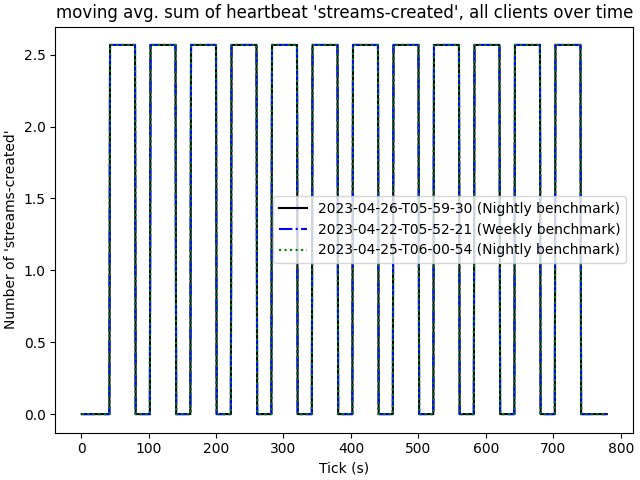 moving avg. sum of heartbeat 'streams-created', all clients over time
Number of 'streams-created'
2.5
2.0
1.5
1.0
0.5
0.0
2023-04-26-T05-59-30 (Nightly benchmark)
2023-04-22-T05-52-21 (Weekly benchmark)
2023-04-25-T06-00-54 (Nightly benchmark)
0 100 200 300 400 500 600 700 800
Tick (s)